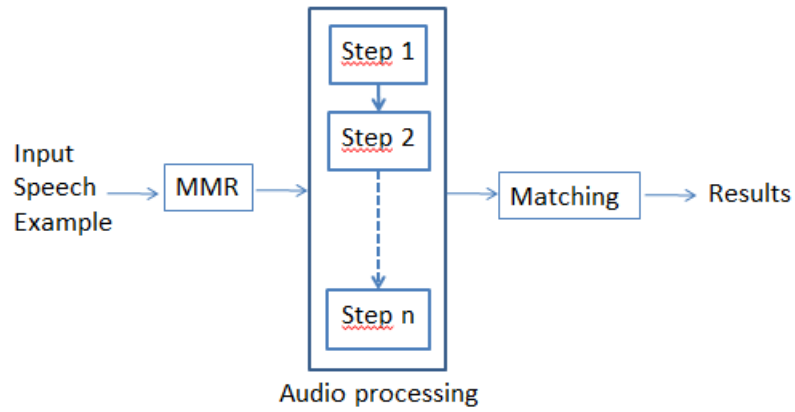 Input
Speech
Example
MMR
Step 1
Step 2
Step n
Audio processing
Matching
Results